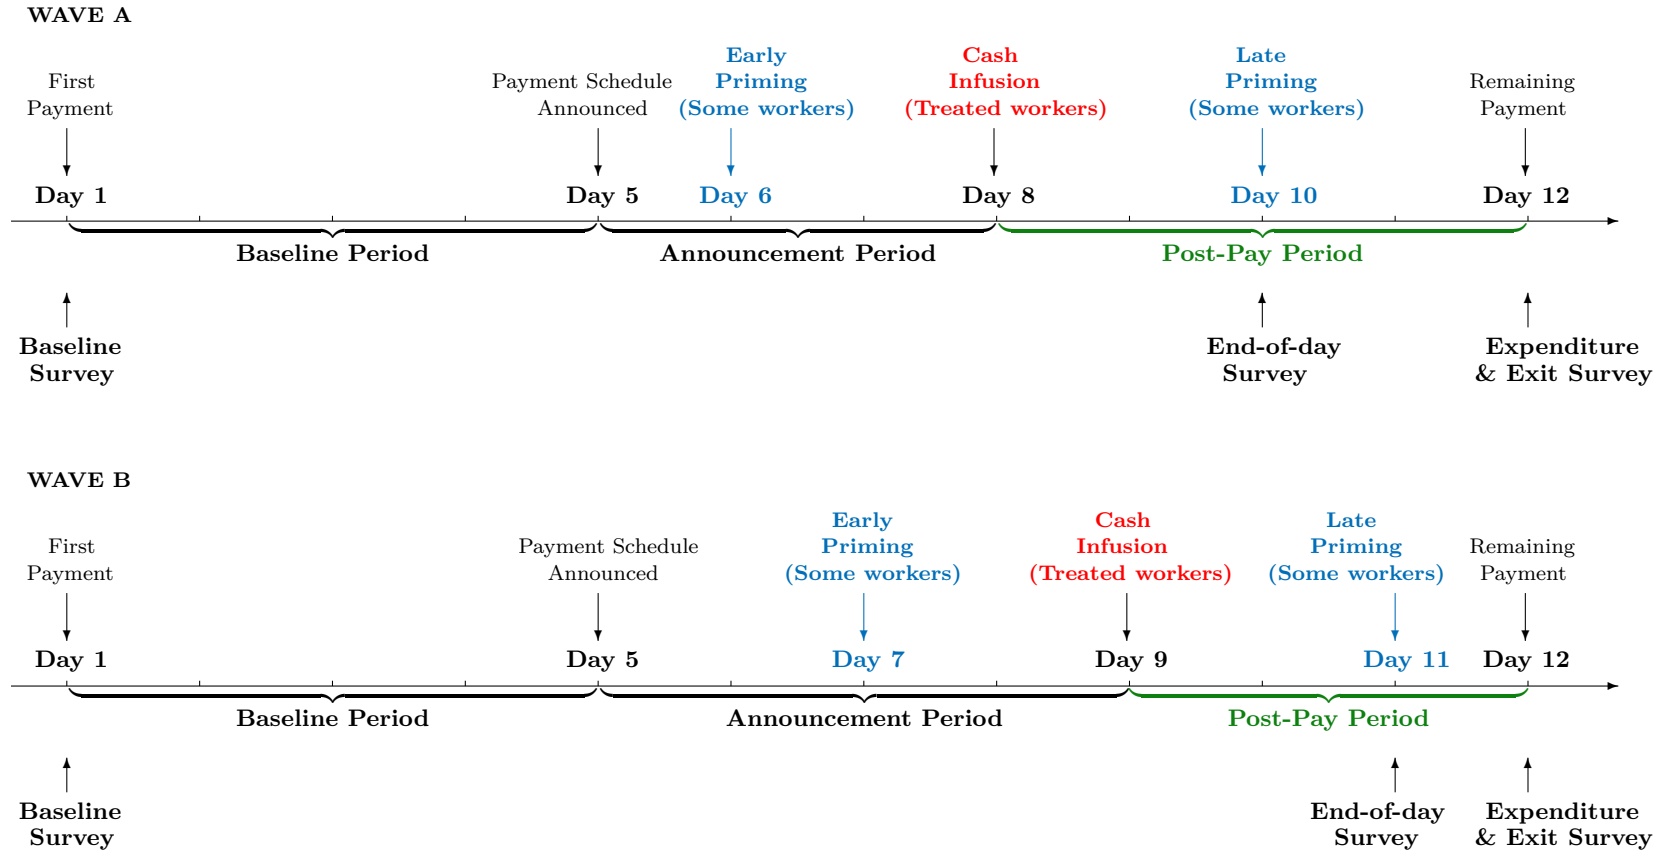 WAVE A
First
Payment
Payment Schedule
Announced
Early
Priming
(Some workers)
Cash
Infusion
(Treated workers)
Late
Priming
(Some workers)
Remaining
Payment
Day 1
Day 5
Day 6
Day 8
Day 10
Day 12
Baseline Period
Announcement Period
Post-Pay Period
Baseline
Survey
End-of-day
Survey
Expenditure
& Exit Survey
WAVE B
First
Payment
Payment Schedule
Announced
Early
Priming
(Some workers)
Cash
Infusion
(Treated workers)
Late
Priming
(Some workers)
Remaining
Payment
Day 1
Day 5
Day 7
Day 9
Day 11
Day 12
Baseline Period
Announcement Period
Post-Pay Period
Baseline
Survey
End-of-day
Survey
Expenditure
& Exit Survey